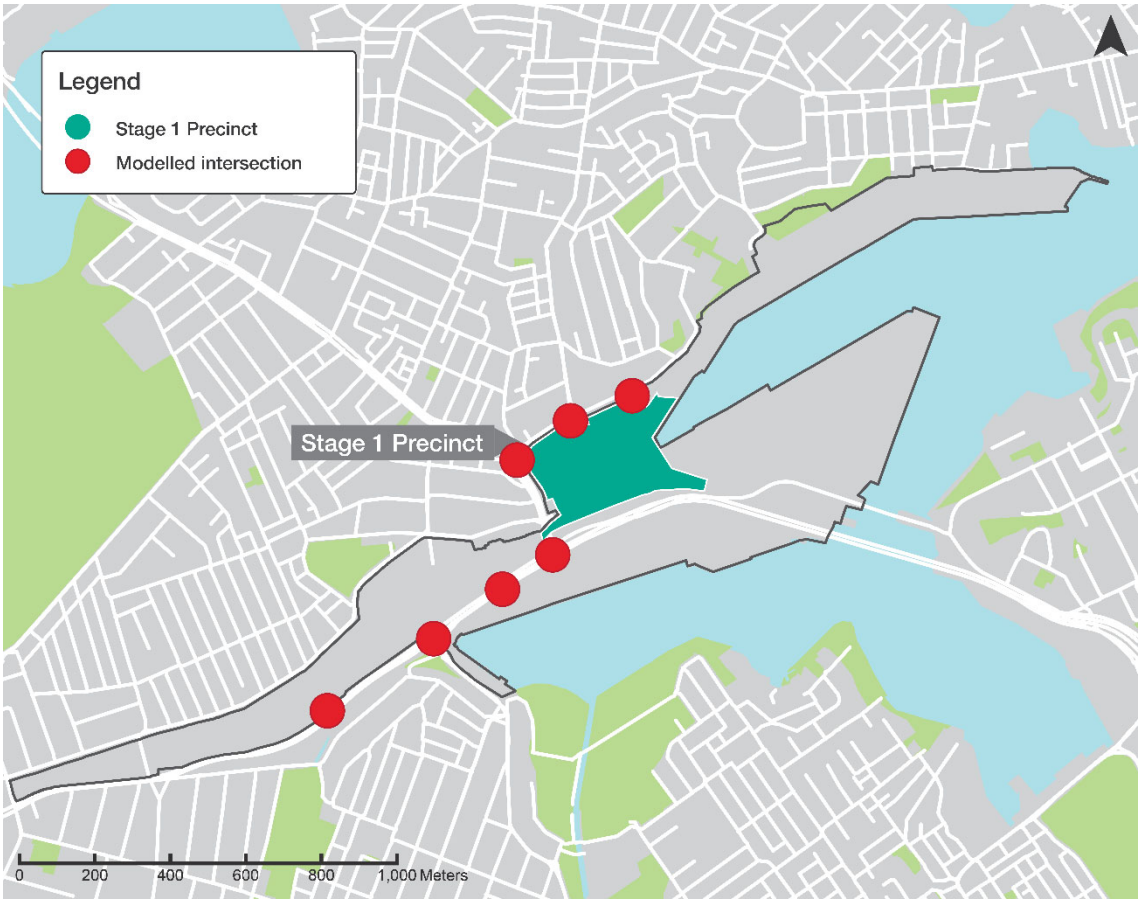 Legend
Stage 1 Precinct
Modelled intersection
Stage 1 Precinct
0 200 400 600 800 1,000 Meters